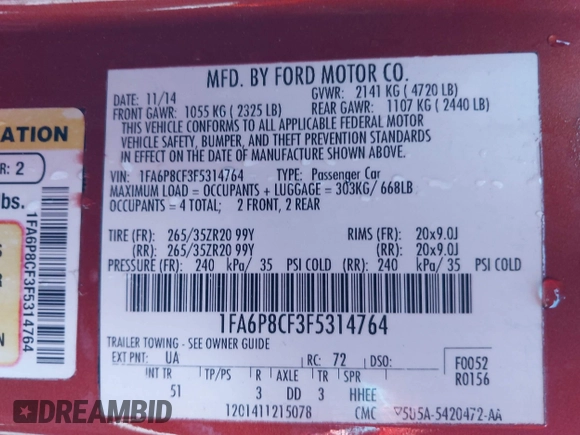 MFD. BY FORD MOTOR CO.
DATE: 11/14 GVWR: 2141 KG ( 4720 LB)
FRONT GAWR: 1055 KG ( 2325 LB) REAR GAWR: 1107 KG ( 2440 LB)
THIS VEHICLE CONFORMS TO ALL APPLICABLE FEDERAL MOTOR
VEHICLE SAFETY, BUMPER, AND THEFT PREVENTION STANDARDS
IN EFFECT ON THE DATE OF MANUFACTURE SHOWN ABOVE.
VIN: 1FA6P8CF3F5314764 TYPE: Passenger Car
MAXIMUM LOAD = OCCUPANTS + LUGGAGE = 303KG/ 668LB
OCCUPANTS = 4 TOTAL; 2 FRONT, 2 REAR
TIRE (FR): 265/35ZR20 99Y RIMS (FR): 20x9.0J
(RR): 265/35ZR20 99Y (RR): 20x9.0J
PRESSURE (FR): 240 kPa/ 35 PSI COLD (RR): 240 kPa/ 35 PSI COLD
1FA6P8CF3F5314764
TRAILER TOWING - SEE OWNER GUIDE
EXT PNT: UA RC: 72 DSO:
INT TR TP/PS R AXLE TR SPR
51 3 DD 3 HHEE
F0052
R0156
1201411215078 CMC 5U5A-5420472-AA
ATION
R: 2
lbs.
1FA6P8CF3F5314764
N
EPICVIN
DEALER'S AUCTION HISTORY